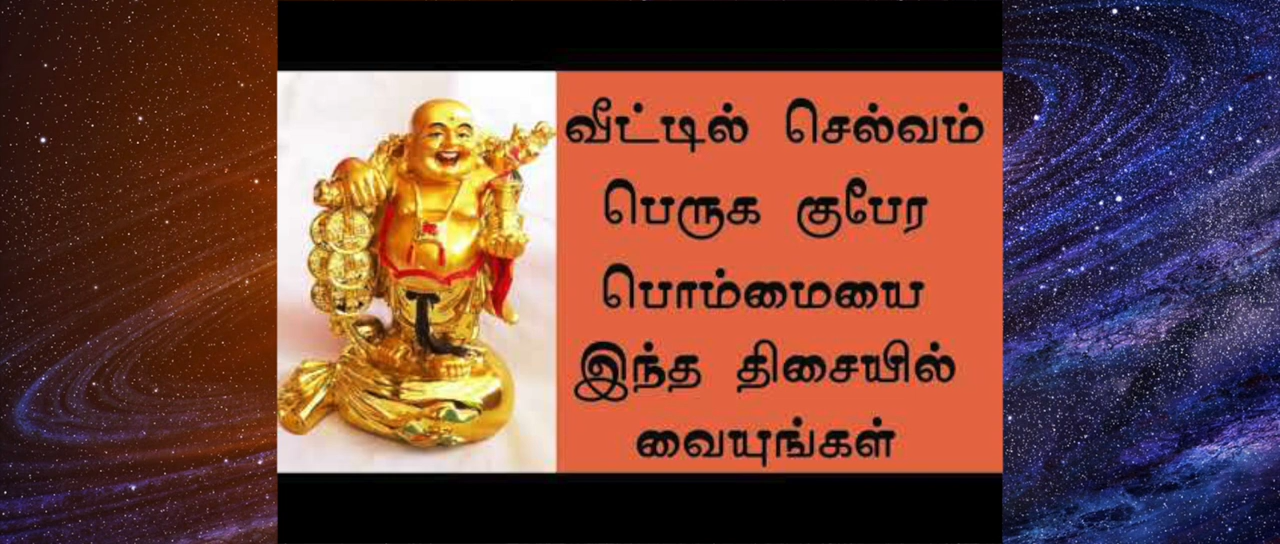 வீட்டில் செல்வம்
பெருக குபேர
பொம்மையை
இந்த திசையில்
வையுங்கள்